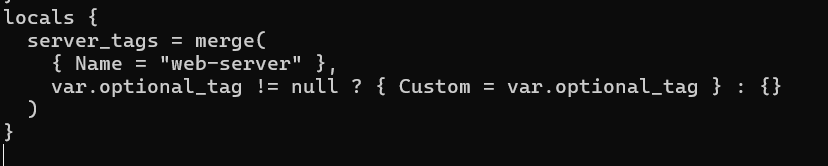 locals {
  server_tags = merge(
    { Name = "web-server" },
    var.optional_tag != null ? { Custom = var.optional_tag } : {}
  )
}